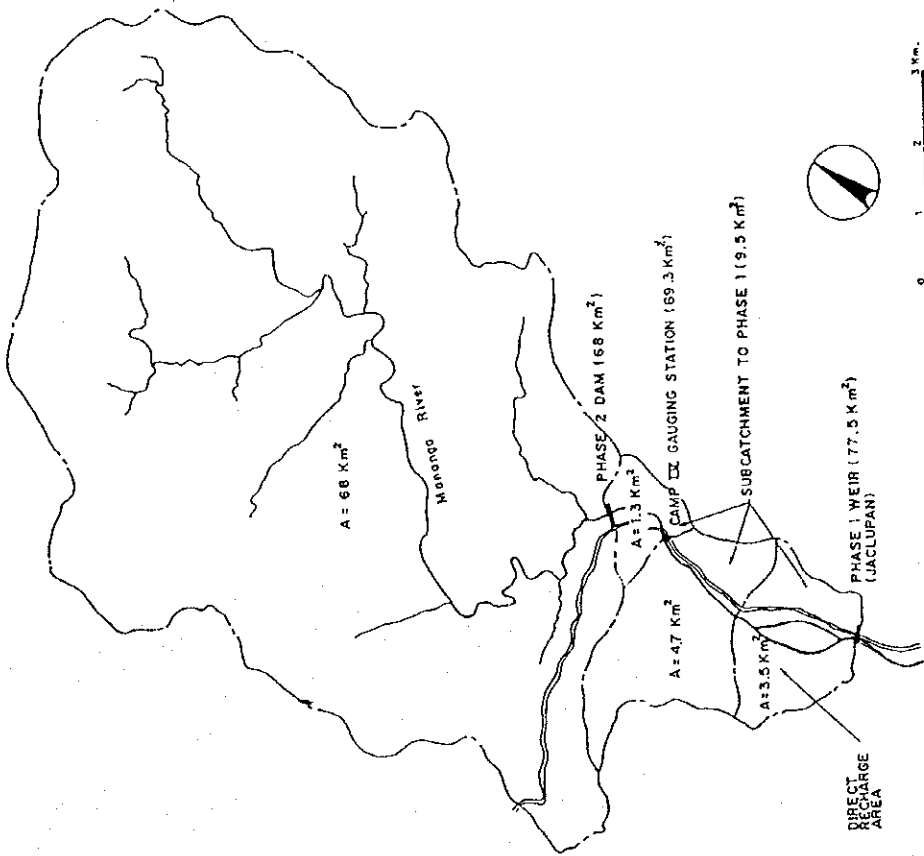 A = 68 Km²
Mananga River
PHASE 2 DAM (68 Km²)
A = 1.3 Km²
CAMP IX GAUGING STATION (69.3 Km²)
SUBCATCHMENT TO PHASE 1 (9.5 Km²)
A = 4.7 Km²
A = 3.5 Km²
PHASE 1 WEIR (77.5 Km²)
(JACLUPAN)
DIRECT
RECHARGE
AREA
0 1 2 3 Km.